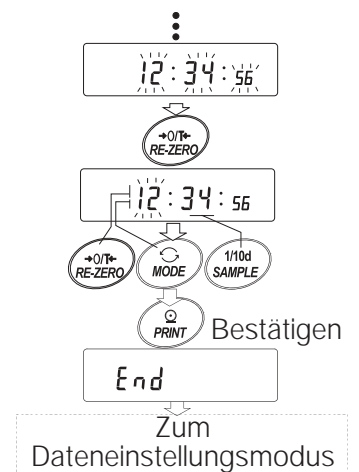 12:34:56
→0/T←
RE-ZERO
12:34:56
→0/T←
RE-ZERO
MODE
1/10d
SAMPLE
PRINT
Bestätigen
End
Zum
Dateneinstellungsmodus